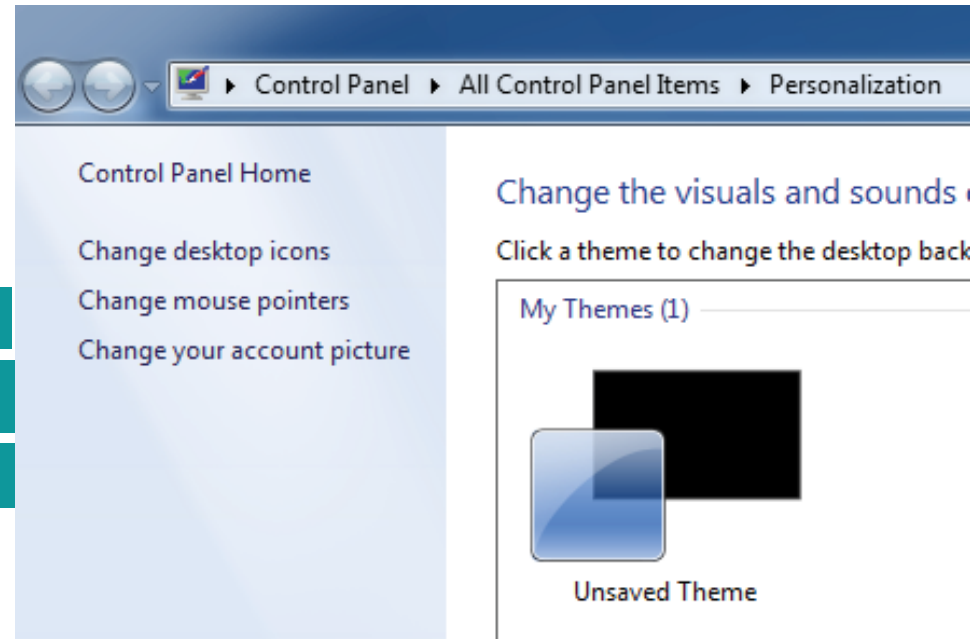 Control Panel ▸ All Control Panel Items ▸ Personalization
Control Panel Home
Change desktop icons
Change mouse pointers
Change your account picture
Change the visuals and sounds
Click a theme to change the desktop
My Themes (1)
Unsaved Theme